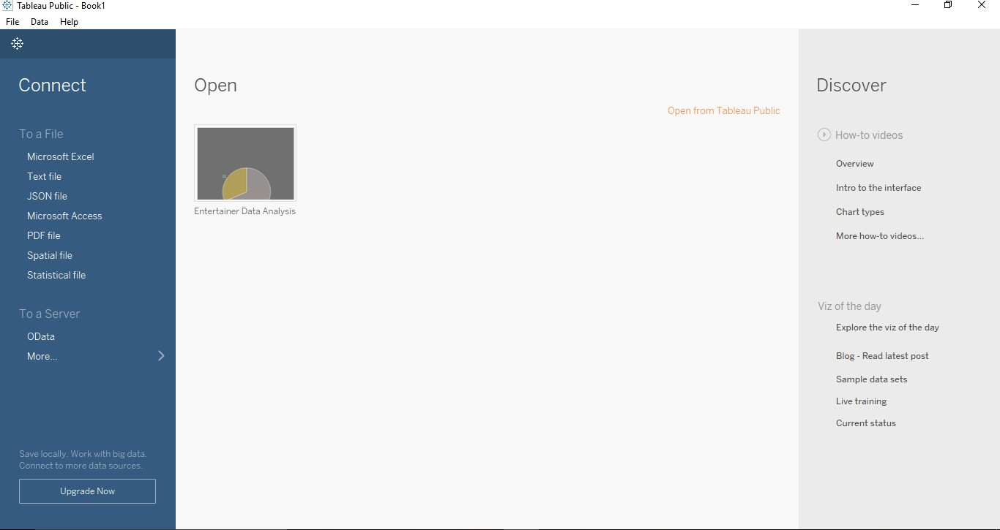 Tableau Public - Book1
File Data Help
Connect
To a File
Microsoft Excel
Text file
JSON file
Microsoft Access
PDF file
Spatial file
Statistical file
To a Server
OData
More...
Save locally. Work with big data.
Connect to more data sources.
Upgrade Now
Open
Open from Tableau Public
Entertainer Data Analysis
Discover
How-to videos
Overview
Intro to the interface
Chart types
More how-to videos...
Viz of the day
Explore the viz of the day
Blog - Read latest post
Sample data sets
Live training
Current status